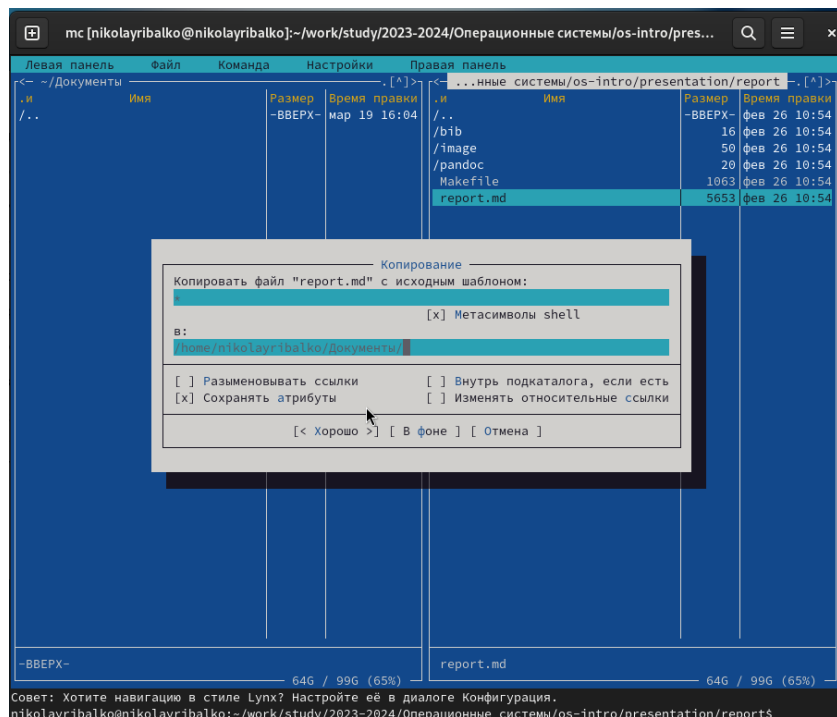 mc [nikolayribalko@nikolayribalko]:~/work/study/2023-2024/Операционные системы/os-intro/pres...
Левая панель Файл Команда Настройки Правая панель
<— ~/Документы .[^]> <— ...нные системы/os-intro/presentation/report .[^]>
.и Имя Размер Время правки .и Имя Размер Время правки
/.. -ВВЕРХ- мар 19 16:04 /.. -ВВЕРХ- фев 26 10:54
/bib 16 фев 26 10:54
/image 50 фев 26 10:54
/pandoc 20 фев 26 10:54
Makefile 1063 фев 26 10:54
report.md 5653 фев 26 10:54
Копирование
Копировать файл "report.md" с исходным шаблоном:
*
[x] Метасимволы shell
в:
/home/nikolayribalko/Документы/
[ ] Разыменовывать ссылки [ ] Внутрь подкаталога, если есть
[x] Сохранять атрибуты [ ] Изменять относительные ссылки
[< Хорошо >] [ В фоне ] [ Отмена ]
-ВВЕРХ- report.md
64G / 99G (65%) 64G / 99G (65%)
Совет: Хотите навигацию в стиле Lynx? Настройте её в диалоге Конфигурация.
nikolayribalko@nikolayribalko:~/work/study/2023-2024/Операционные системы/os-intro/presentation/report$